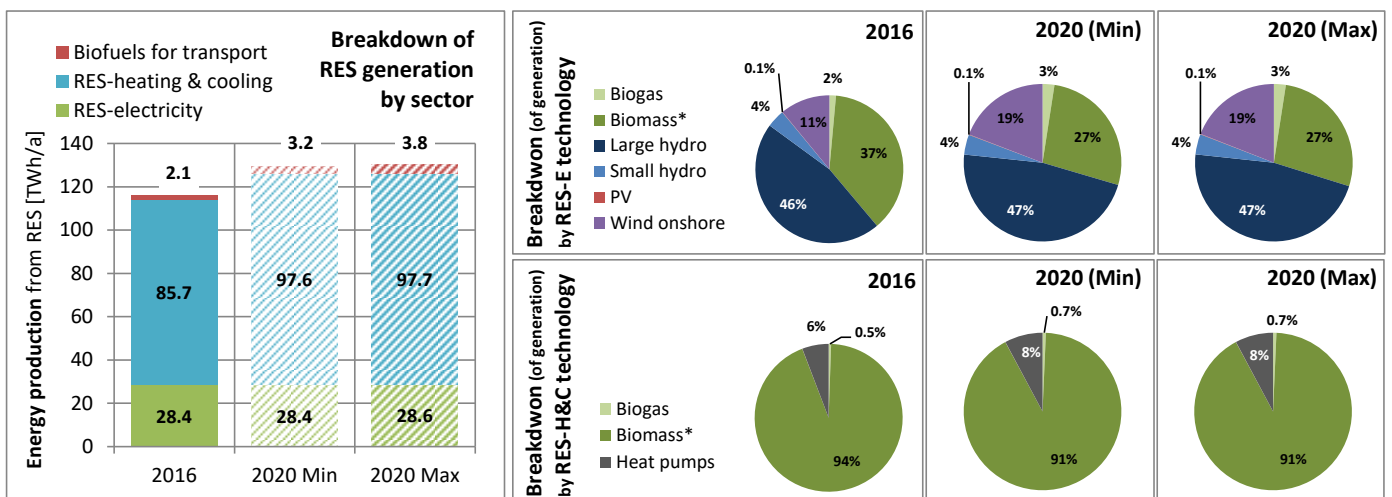 Breakdown of
RES generation
by sector
Biofuels for transport
RES-heating & cooling
RES-electricity
Energy production from RES [TWh/a]
140
120
100
80
60
40
20
0
2.1
3.2
3.8
85.7
97.6
97.7
28.4
28.4
28.6
2016
2020 Min
2020 Max
Breakdwon (of generation)
by RES-E technology
Biogas
Biomass*
Large hydro
Small hydro
PV
Wind onshore
2016
2%
37%
46%
4%
0.1%
11%
2020 (Min)
3%
27%
47%
4%
0.1%
19%
2020 (Max)
3%
27%
47%
4%
0.1%
19%
Breakdwon (of generation)
by RES-H&C technology
Biogas
Biomass*
Heat pumps
2016
6%
0.5%
94%
2020 (Min)
0.7%
8%
91%
2020 (Max)
0.7%
8%
91%